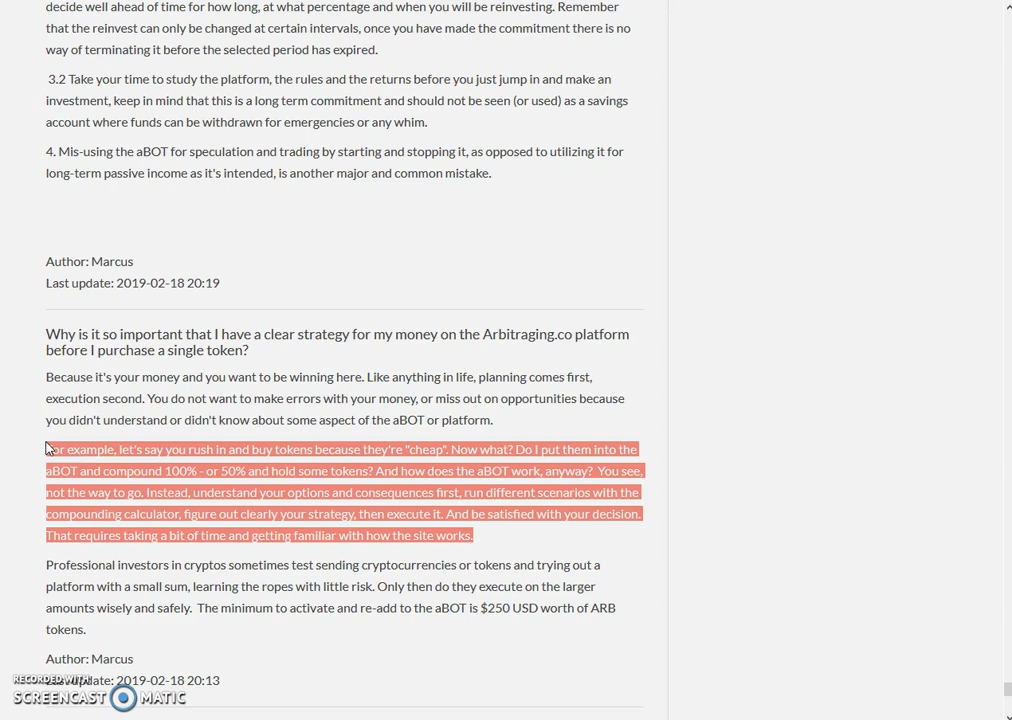 decide well ahead of time for how long, at what percentage and when you will be reinvesting. Remember
that the reinvest can only be changed at certain intervals, once you have made the commitment there is no
way of terminating it before the selected period has expired.
3.2 Take your time to study the platform, the rules and the returns before you just jump in and make an
investment, keep in mind that this is a long term commitment and should not be seen (or used) as a savings
account where funds can be withdrawn for emergencies or any whim.
4. Mis-using the aBOT for speculation and trading by starting and stopping it, as opposed to utilizing it for
long-term passive income as it's intended, is another major and common mistake.
Author: Marcus
Last update: 2019-02-18 20:19
Why is it so important that I have a clear strategy for my money on the Arbitraging.co platform
before I purchase a single token?
Because it's your money and you want to be winning here. Like anything in life, planning comes first,
execution second. You do not want to make errors with your money, or miss out on opportunities because
you didn't understand or didn't know about some aspect of the aBOT or platform.
For example, let's say you rush in and buy tokens because they're "cheap". Now what? Do I put them into the
aBOT and compound 100% - or 50% and hold some tokens? And how does the aBOT work, anyway?  You see,
not the way to go. Instead, understand your options and consequences first, run different scenarios with the
compounding calculator, figure out clearly your strategy, then execute it. And be satisfied with your decision.
That requires taking a bit of time and getting familiar with how the site works.
Professional investors in cryptos sometimes test sending cryptocurrencies or tokens and trying out a
platform with a small sum, learning the ropes with little risk. Only then do they execute on the larger
amounts wisely and safely.  The minimum to activate and re-add to the aBOT is $250 USD worth of ARB
tokens.
Author: Marcus
Last update: 2019-02-18 20:13
RECORDED WITH
SCREENCAST MATIC